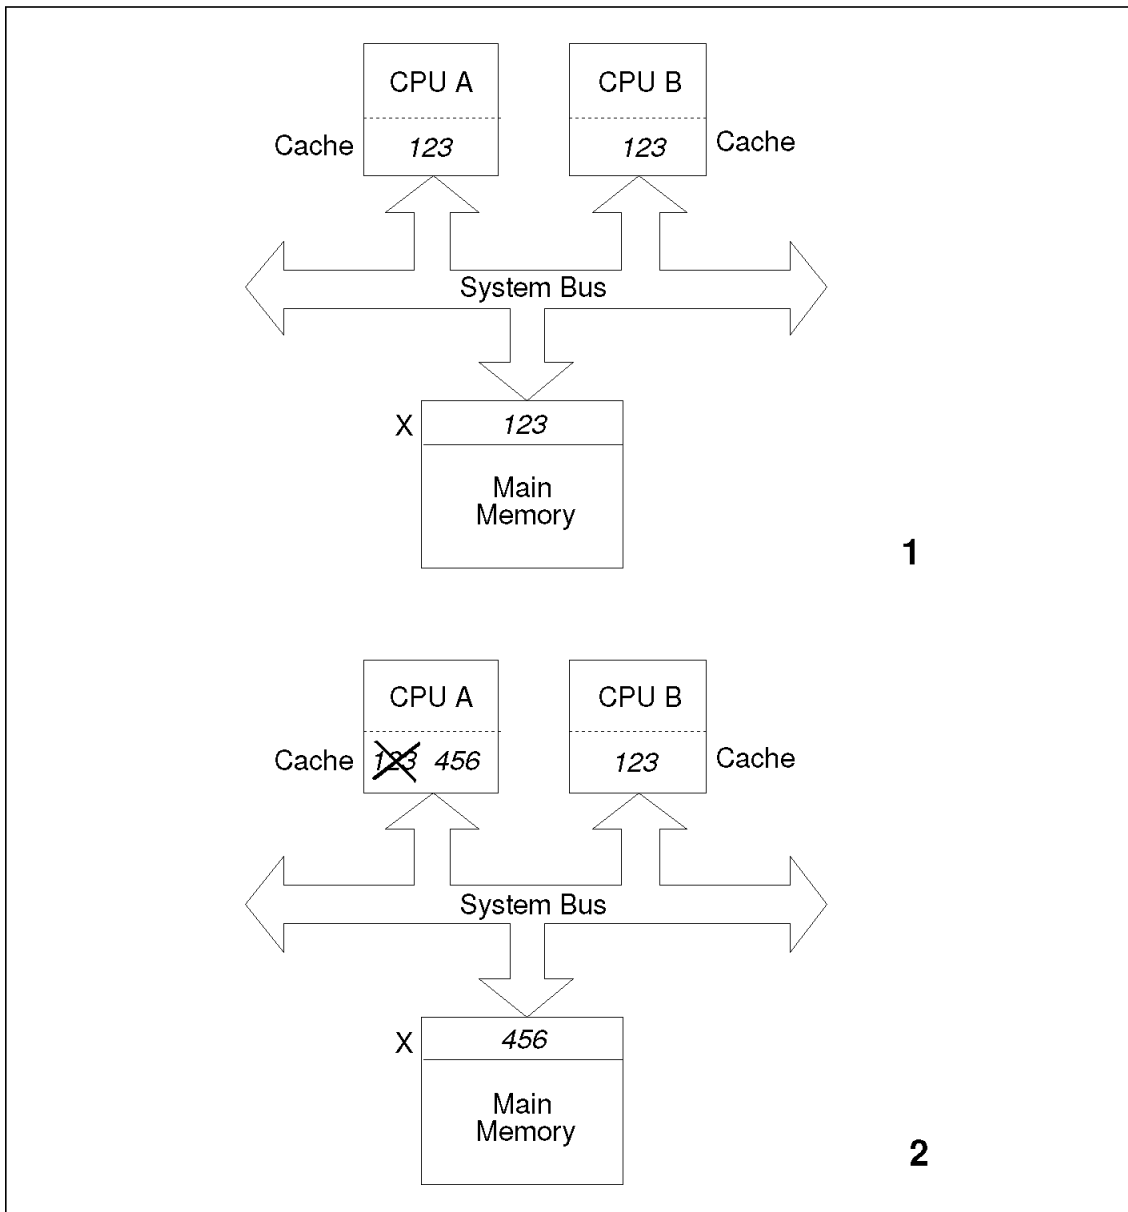 CPU A
CPU B
Cache
123
123
Cache
System Bus
X
123
Main
Memory
1
CPU A
CPU B
Cache
123 456
123
Cache
System Bus
X
456
Main
Memory
2